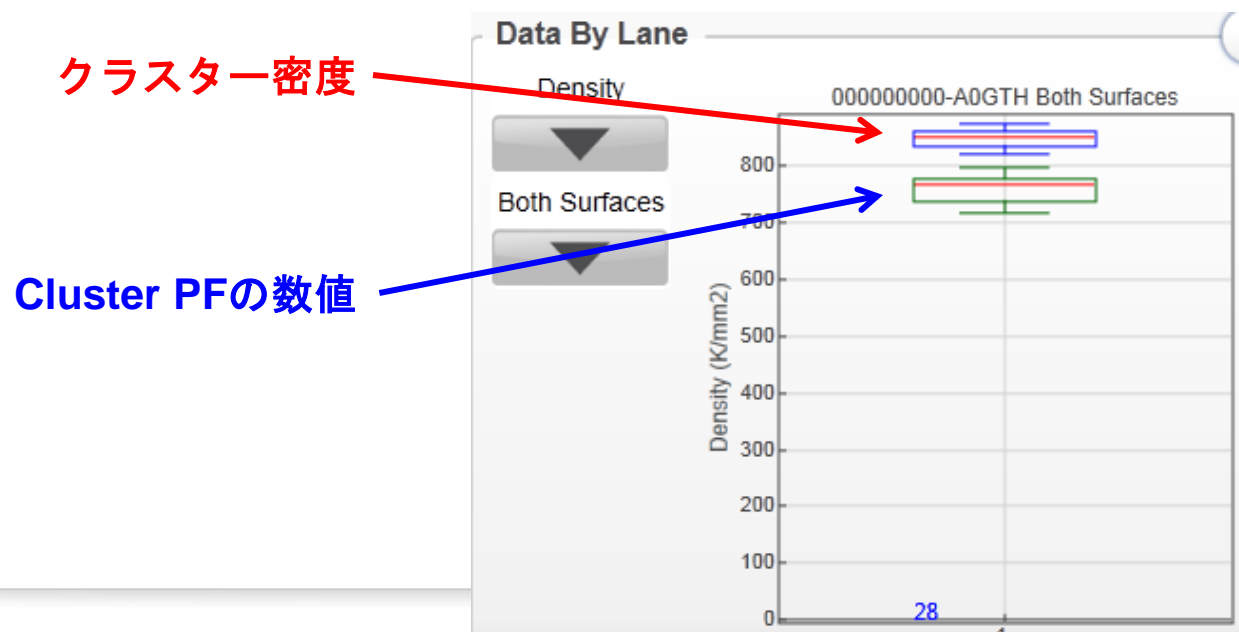 Data By Lane
クラスター密度
Density
000000000-A0GTH Both Surfaces
800
Both Surfaces
700
Cluster PFの数値
600
500
Density (K/mm2)
400
300
200
100
0
28